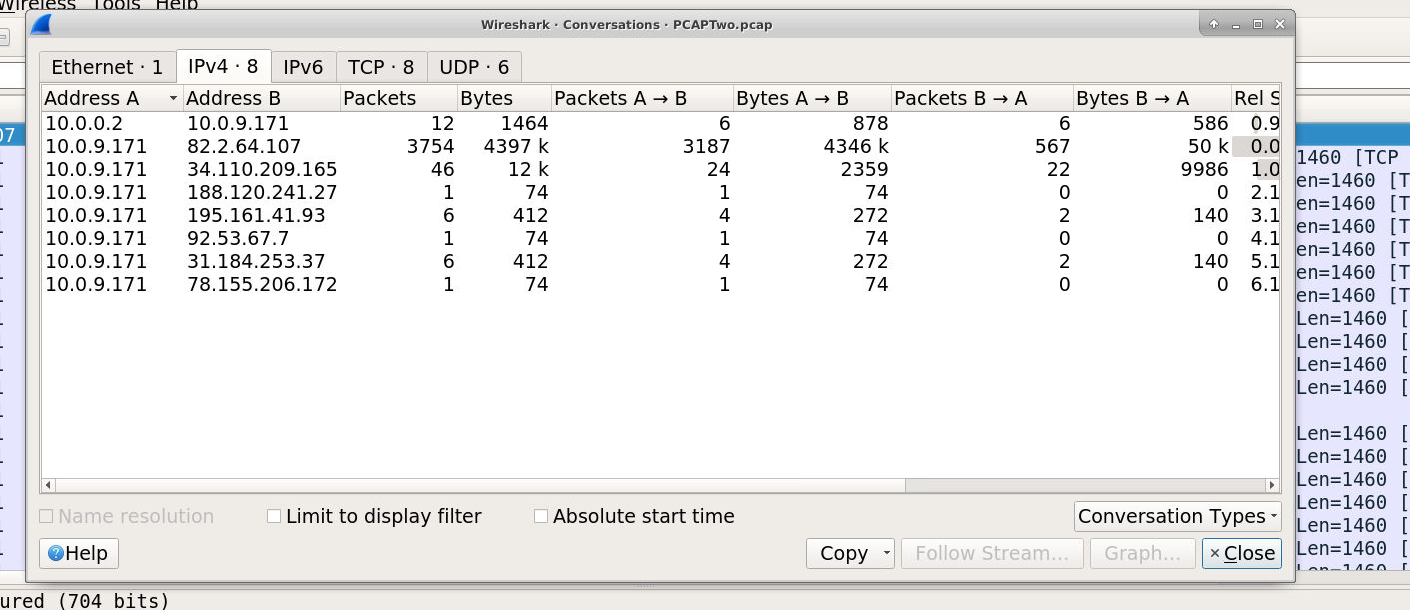 Wireless Tools Help
Wireshark · Conversations · PCAPTwo.pcap
Ethernet · 1 IPv4 · 8 IPv6 TCP · 8 UDP · 6
Address A Address B Packets Bytes Packets A → B Bytes A → B Packets B → A Bytes B → A Rel S
10.0.0.2 10.0.9.171 12 1464 6 878 6 586 0.9
07
10.0.9.171 82.2.64.107 3754 4397 k 3187 4346 k 567 50 k 0.0
1460 [TCP
10.0.9.171 34.110.209.165 46 12 k 24 2359 22 9986 1.0
en=1460 [T
10.0.9.171 188.120.241.27 1 74 1 74 0 0 2.1
en=1460 [T
10.0.9.171 195.161.41.93 6 412 4 272 2 140 3.1
en=1460 [T
10.0.9.171 92.53.67.7 1 74 1 74 0 0 4.1
en=1460 [T
10.0.9.171 31.184.253.37 6 412 4 272 2 140 5.1
en=1460 [T
10.0.9.171 78.155.206.172 1 74 1 74 0 0 6.1
en=1460 [T
Len=1460 [
Len=1460 [
Len=1460 [
Len=1460 [
Len=1460 [
Len=1460 [
Len=1460 [
Len=1460 [
Len=1460 [
Len=1460 [
Len=1460 [
Name resolution Limit to display filter Absolute start time Conversation Types
Help Copy Follow Stream... Graph... Close
ured (704 bits)